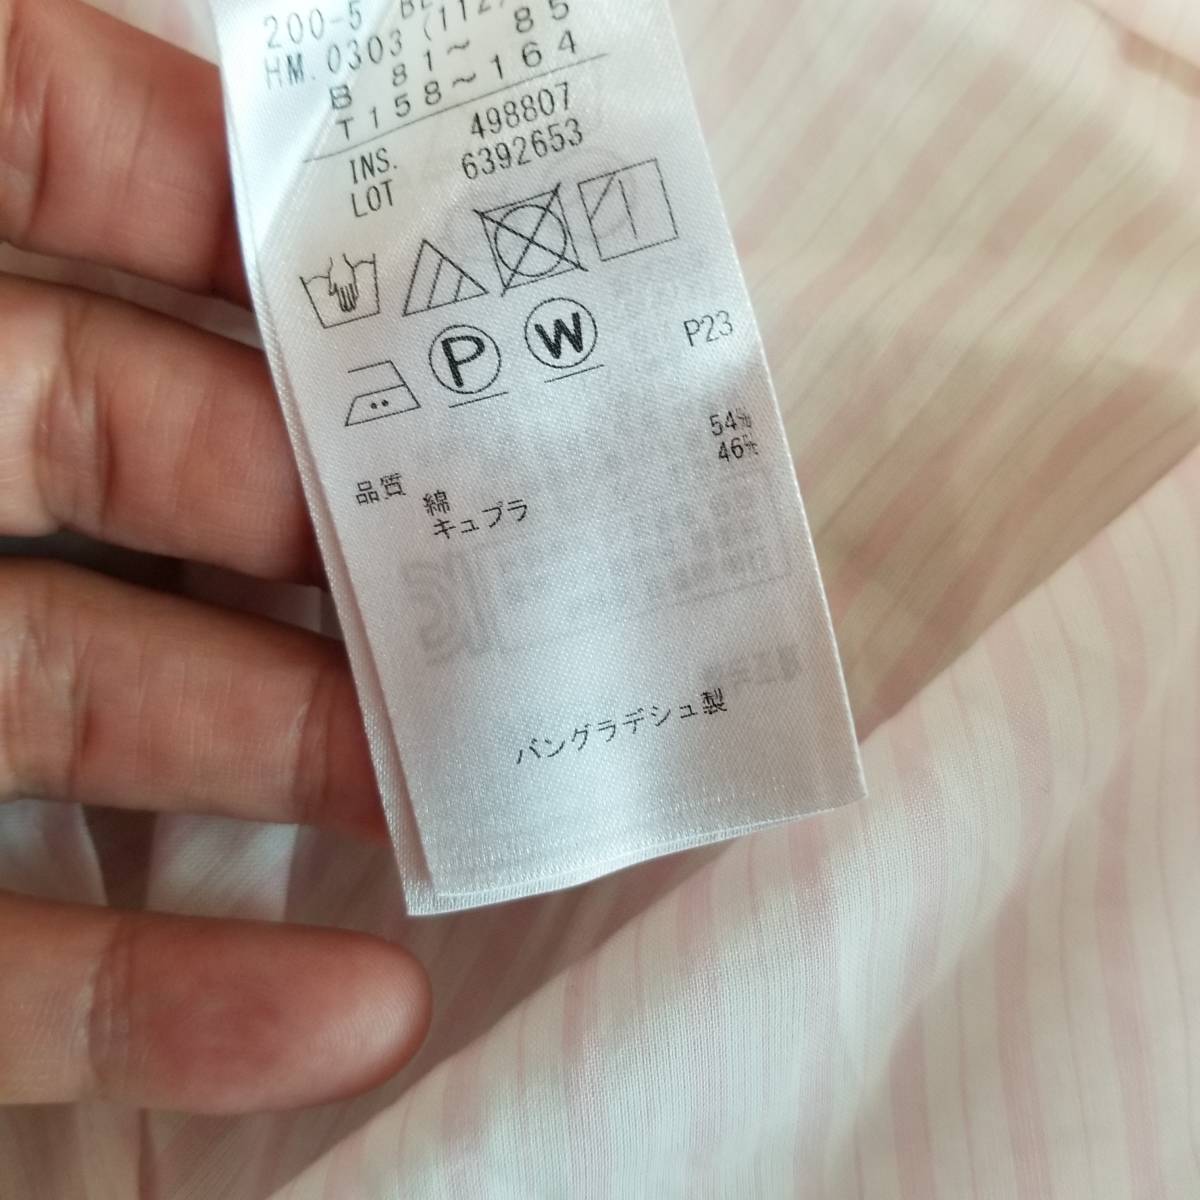 200-5
HM.0303 (112)
B 81~ 85
T158~164
INS. 498807
LOT 6392653
P
W
P23
品質 綿 54%
キュプラ 46%
バングラデシュ製